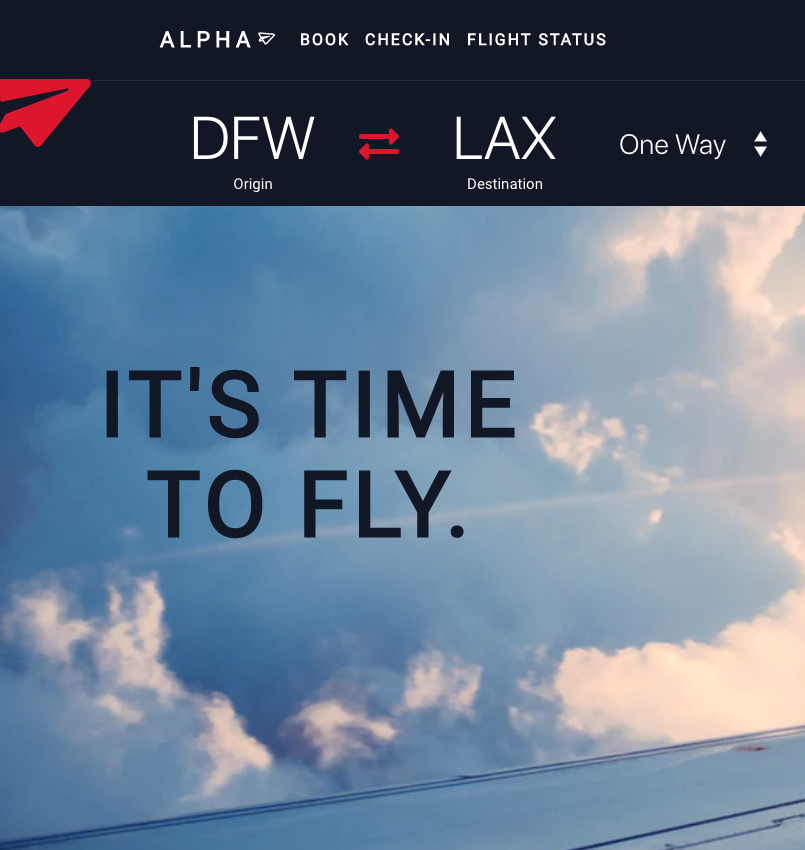 ALPHA BOOK CHECK-IN FLIGHT STATUS
DFW LAX One Way
Origin Destination
IT'S TIME
TO FLY.